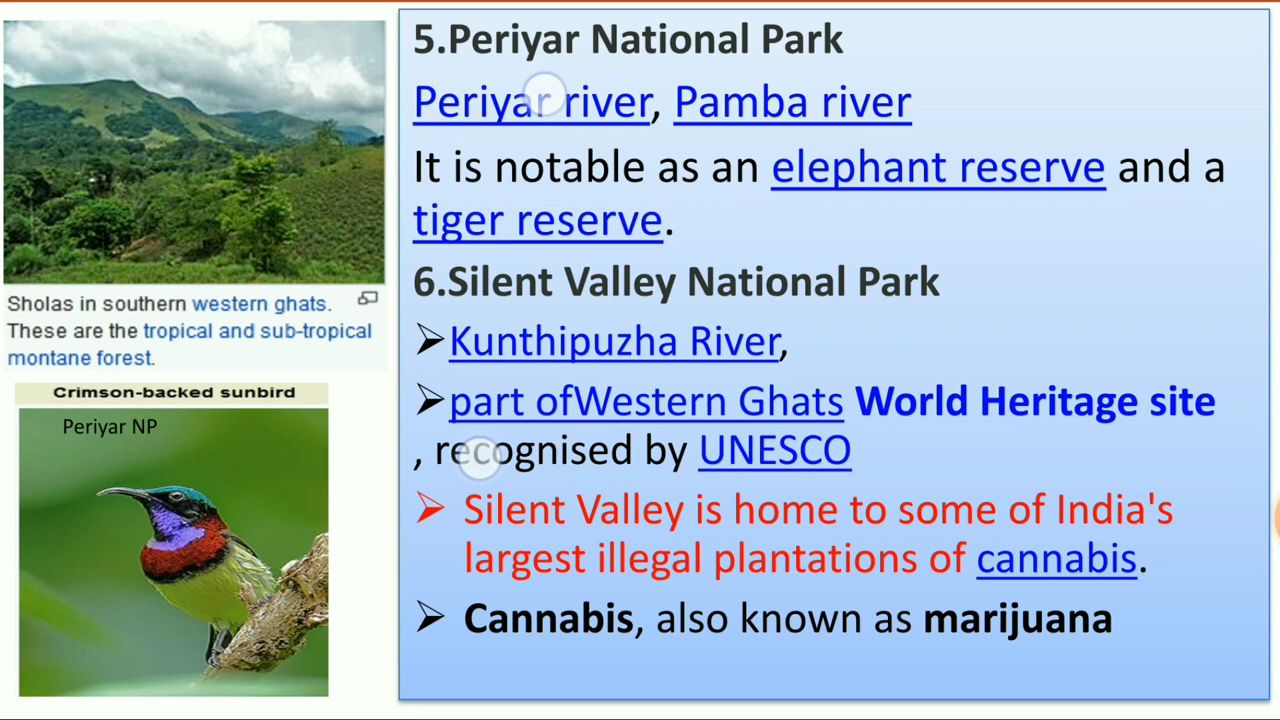 5.Periyar National Park
Periyar river, Pamba river
It is notable as an elephant reserve and a
tiger reserve.
6.Silent Valley National Park
➢Kunthipuzha River,
➢part ofWestern Ghats World Heritage site
, recognised by UNESCO
➢ Silent Valley is home to some of India's
largest illegal plantations of cannabis.
➢ Cannabis, also known as marijuana
Sholas in southern western ghats.
These are the tropical and sub-tropical
montane forest.
Crimson-backed sunbird
Periyar NP